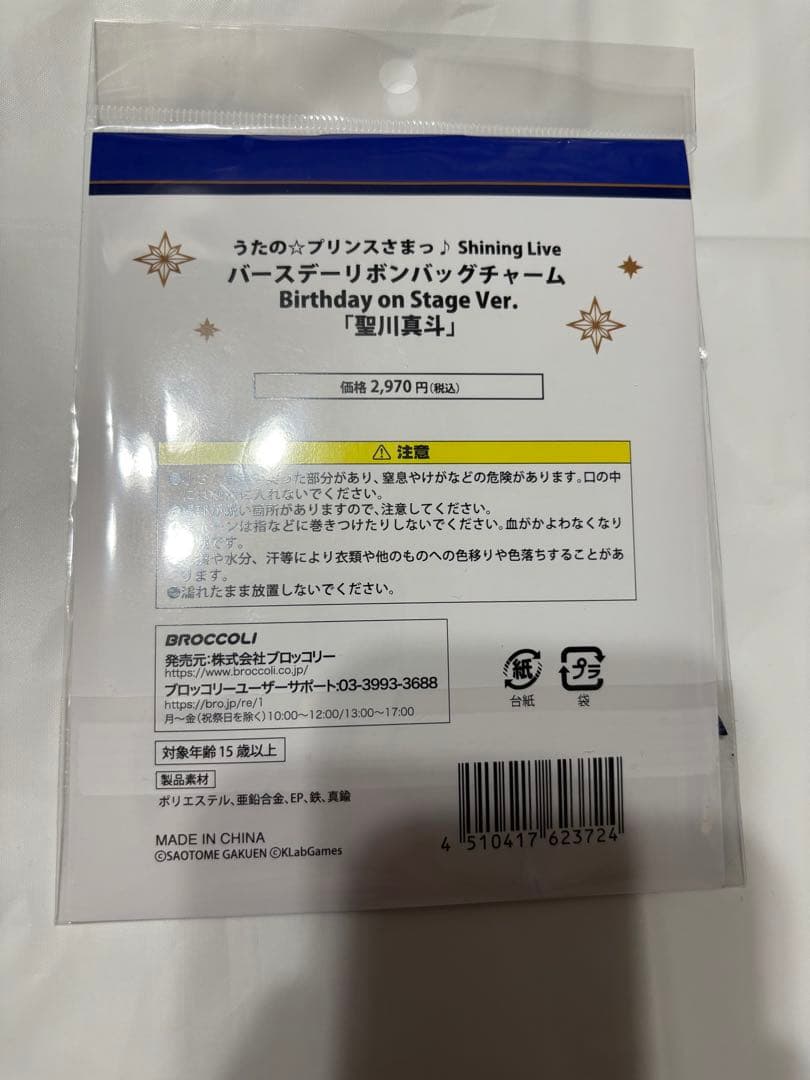 うたの☆プリンスさまっ♪ Shining Live
バースデーリボンバッグチャーム
Birthday on Stage Ver.
「聖川真斗」
価格 2,970 円(税込)
⚠ 注意
た部分があり、窒息やけがなどの危険があります。口の中
に入れないでください。
箇所がありますので、注意してください。
ーンは指などに巻きつけたりしないでください。血がかよわなくなり
や水分、汗等により衣類や他のものへの色移りや色落ちすることがあ
ります。
●濡れたまま放置しないでください。
BROCCOLI
発売元:株式会社ブロッコリー
https://www.broccoli.co.jp/
ブロッコリーユーザーサポート:03-3993-3688
https://bro.jp/re/1
月〜金(祝祭日を除く)10:00〜12:00/13:00〜17:00
紙
台紙
プラ
袋
対象年齢 15 歳以上
製品素材
ポリエステル、亜鉛合金、EP、鉄、真鍮
MADE IN CHINA
©SAOTOME GAKUEN ©KLabGames
4 510417 623724